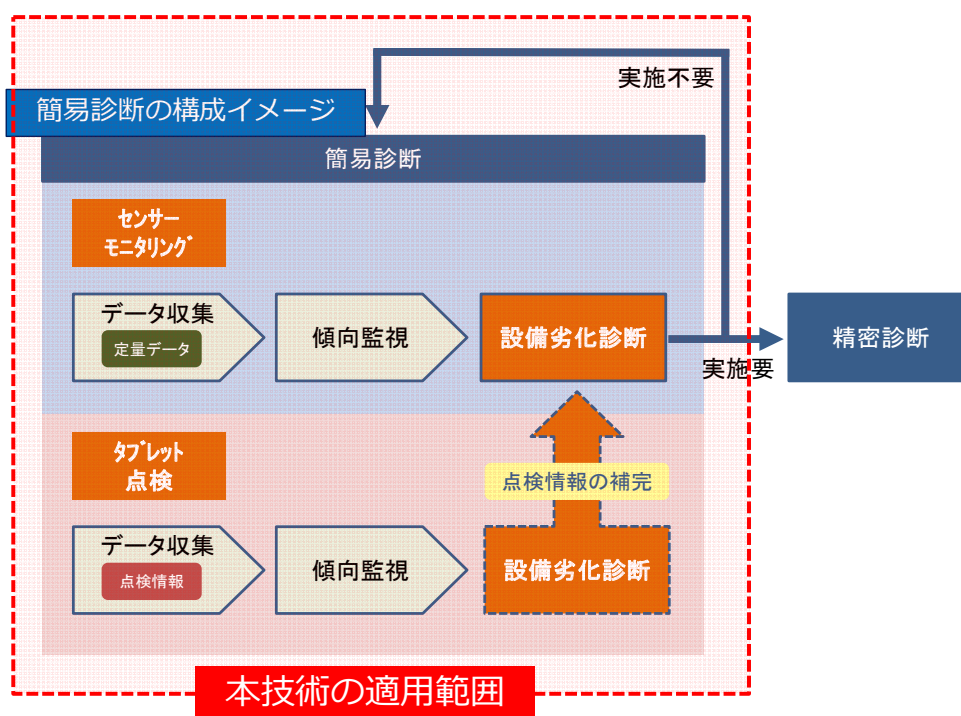 実施不要
簡易診断の構成イメージ
簡易診断
センサー
モニタリング
データ収集
定量データ
傾向監視
設備劣化診断
実施要
精密診断
タブレット
点検
点検情報の補完
データ収集
点検情報
傾向監視
設備劣化診断
本技術の適用範囲